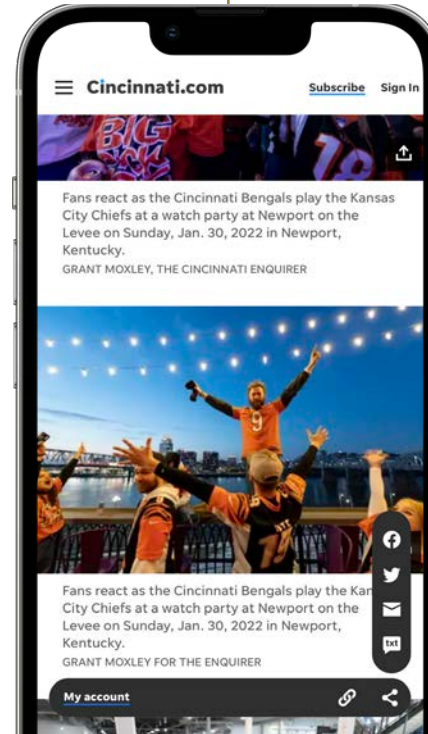 Cincinnati.com
Subscribe
Sign In
BIG
18
Fans react as the Cincinnati Bengals play the Kansas
City Chiefs at a watch party at Newport on the
Levee on Sunday, Jan. 30, 2022 in Newport,
Kentucky.
GRANT MOXLEY, THE CINCINNATI ENQUIRER
9
Fans react as the Cincinnati Bengals play the Kan
City Chiefs at a watch party at Newport on the
Levee on Sunday, Jan. 30, 2022 in Newport,
Kentucky.
GRANT MOXLEY FOR THE ENQUIRER
txt
My account